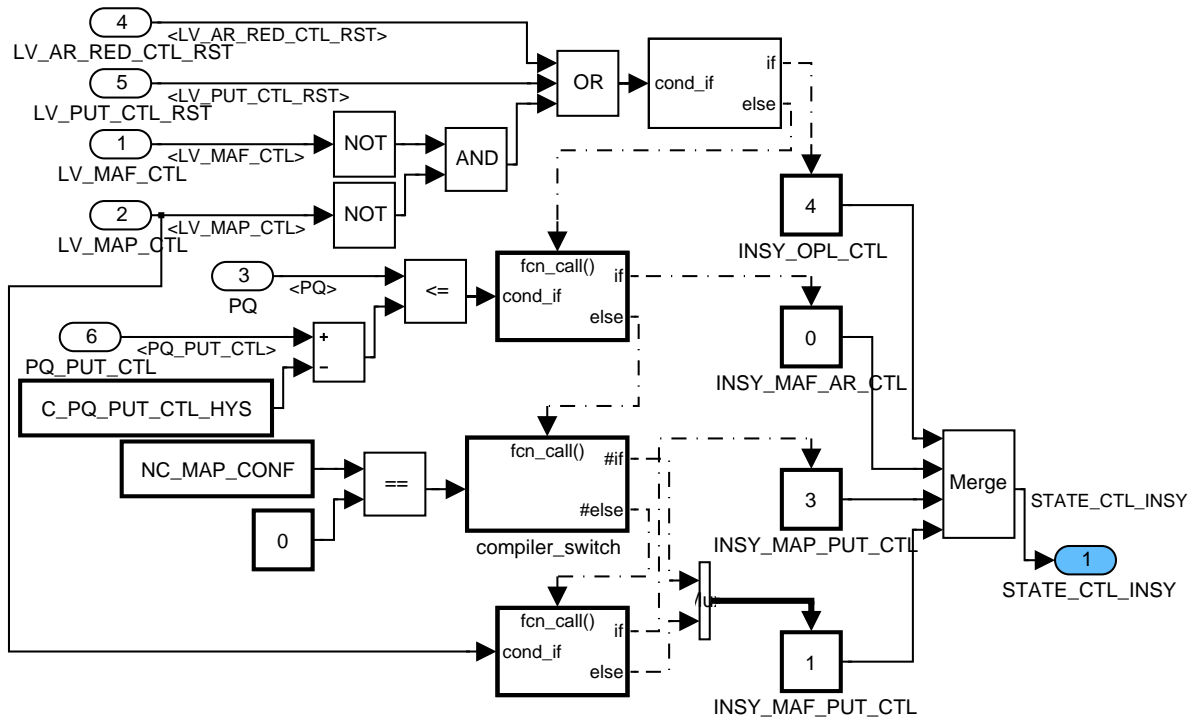 4
<LV_AR_RED_CTL_RST>
LV_AR_RED_CTL_RST
5
<LV_PUT_CTL_RST>
LV_PUT_CTL_RST
1
<LV_MAF_CTL>
LV_MAF_CTL
2
<LV_MAP_CTL>
LV_MAP_CTL
NOT
NOT
AND
OR
cond_if
if
else
4
INSY_OPL_CTL
3
<PQ>
PQ
6
<PQ_PUT_CTL>
PQ_PUT_CTL
+
−
<=
C_PQ_PUT_CTL_HYS
fcn_call()
cond_if
if
else
0
INSY_MAF_AR_CTL
NC_MAP_CONF
0
==
fcn_call()
#if
#else
compiler_switch
3
INSY_MAP_PUT_CTL
Merge
STATE_CTL_INSY
1
STATE_CTL_INSY
fcn_call()
cond_if
if
else
1
INSY_MAF_PUT_CTL